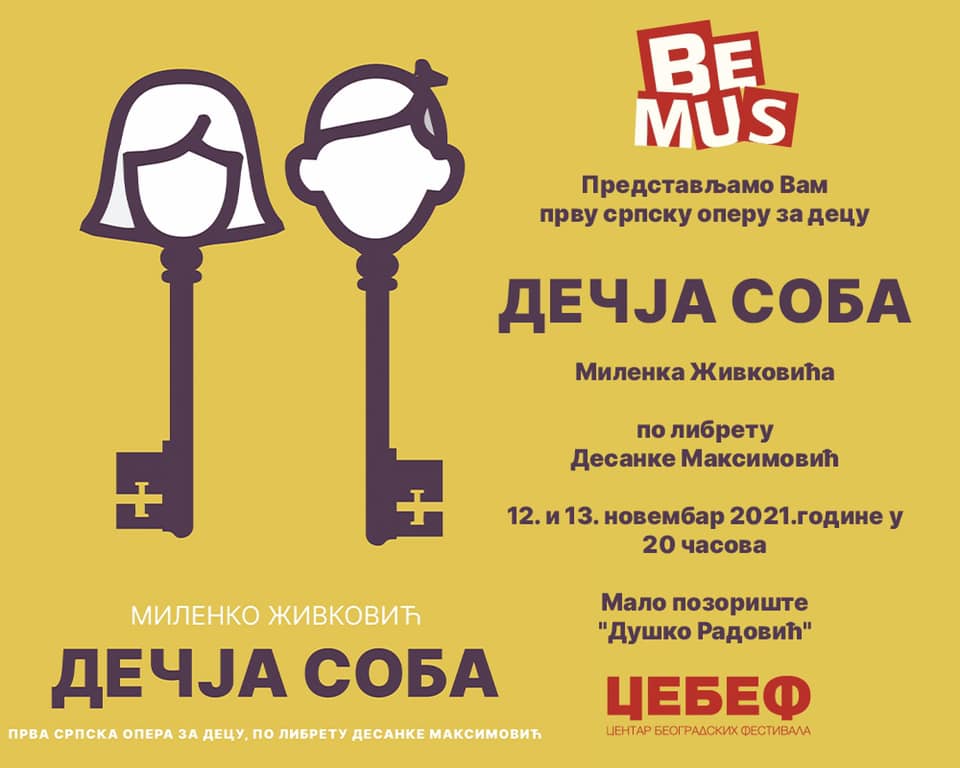 BE
MUS
Представљамо Вам
прву српску оперу за децу
ДЕЧЈА СОБА
Миленка Живковића
по либрету
Десанке Максимовић
12. и 13. новембар 2021.године у
20 часова
Мало позориште
"Душко Радовић"
ЦЕБЕФ
ЦЕНТАР БЕОГРАДСКИХ ФЕСТИВАЛА
МИЛЕНКО ЖИВКОВИЋ
ДЕЧЈА СОБА
ПРВА СРПСКА ОПЕРА ЗА ДЕЦУ, ПО ЛИБРЕТУ ДЕСАНКЕ МАКСИМОВИЋ